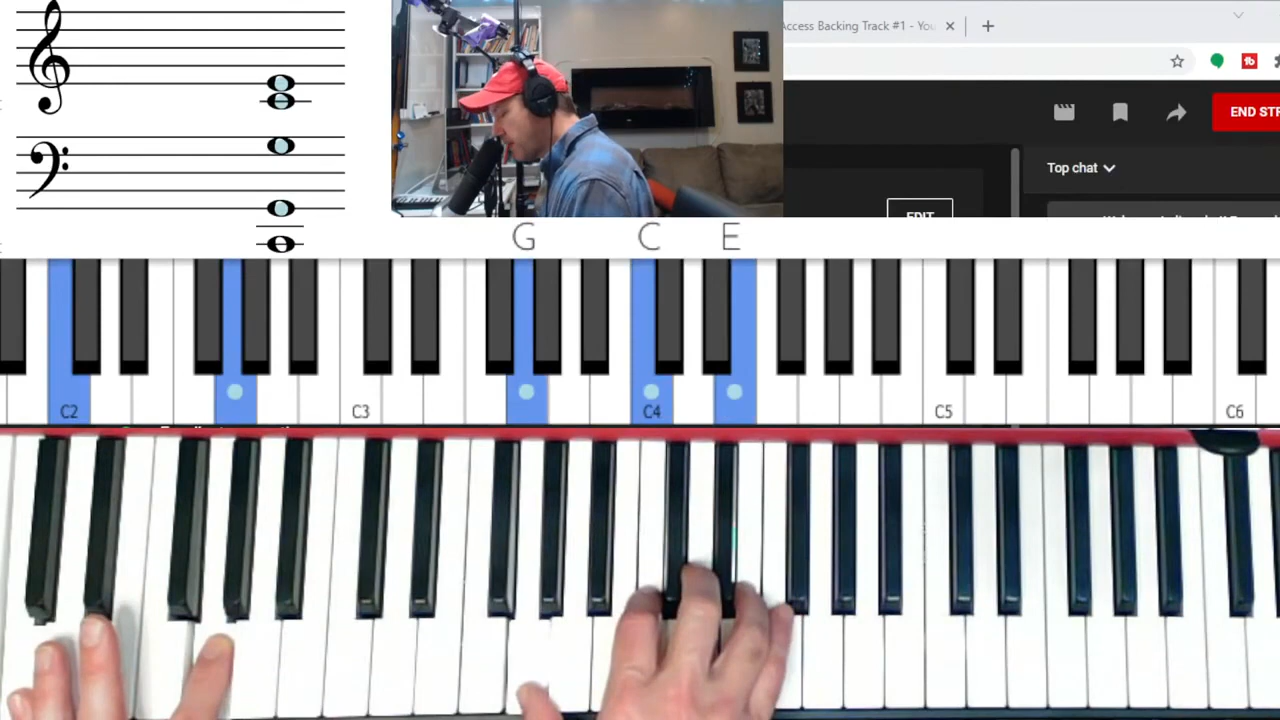 Access Backing Track #1 - You
END STR
Top chat
EDIT
G C E
C2 C3 C4 C5 C6